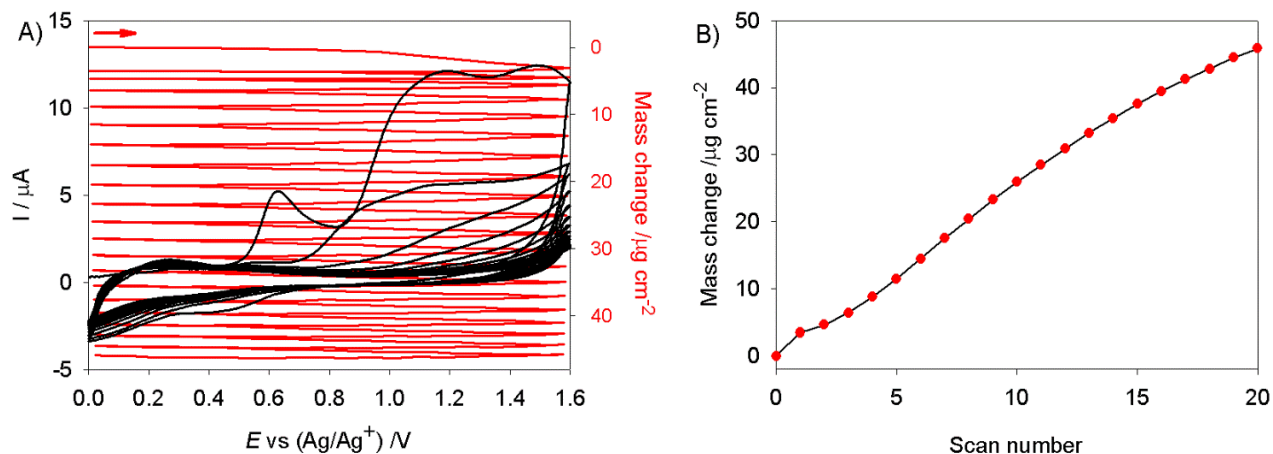 A)
15
10
5
0
-5
I / μA
0.0 0.2 0.4 0.6 0.8 1.0 1.2 1.4 1.6
E vs (Ag/Ag⁺) /V
0
10
20
30
40
Mass change /μg cm⁻²
B)
50
40
30
20
10
0
Mass change /μg cm⁻²
0 5 10 15 20
Scan number